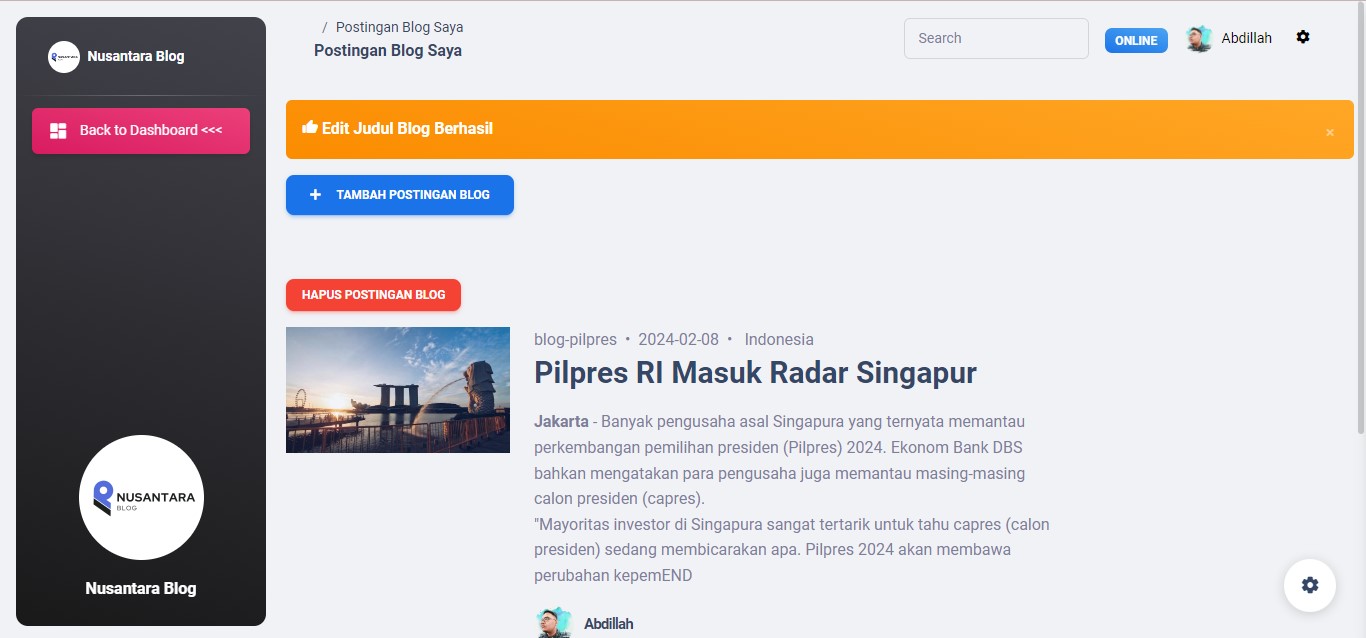 Nusantara Blog
Back to Dashboard <<<
NUSANTARA
BLOG
Nusantara Blog
/ Postingan Blog Saya
Postingan Blog Saya
Search
ONLINE
Abdillah
Edit Judul Blog Berhasil
×
+ TAMBAH POSTINGAN BLOG
HAPUS POSTINGAN BLOG
blog-pilpres • 2024-02-08 • Indonesia
Pilpres RI Masuk Radar Singapur
Jakarta - Banyak pengusaha asal Singapura yang ternyata memantau
perkembangan pemilihan presiden (Pilpres) 2024. Ekonom Bank DBS
bahkan mengatakan para pengusaha juga memantau masing-masing
calon presiden (capres).
"Mayoritas investor di Singapura sangat tertarik untuk tahu capres (calon
presiden) sedang membicarakan apa. Pilpres 2024 akan membawa
perubahan kepemEND
Abdillah